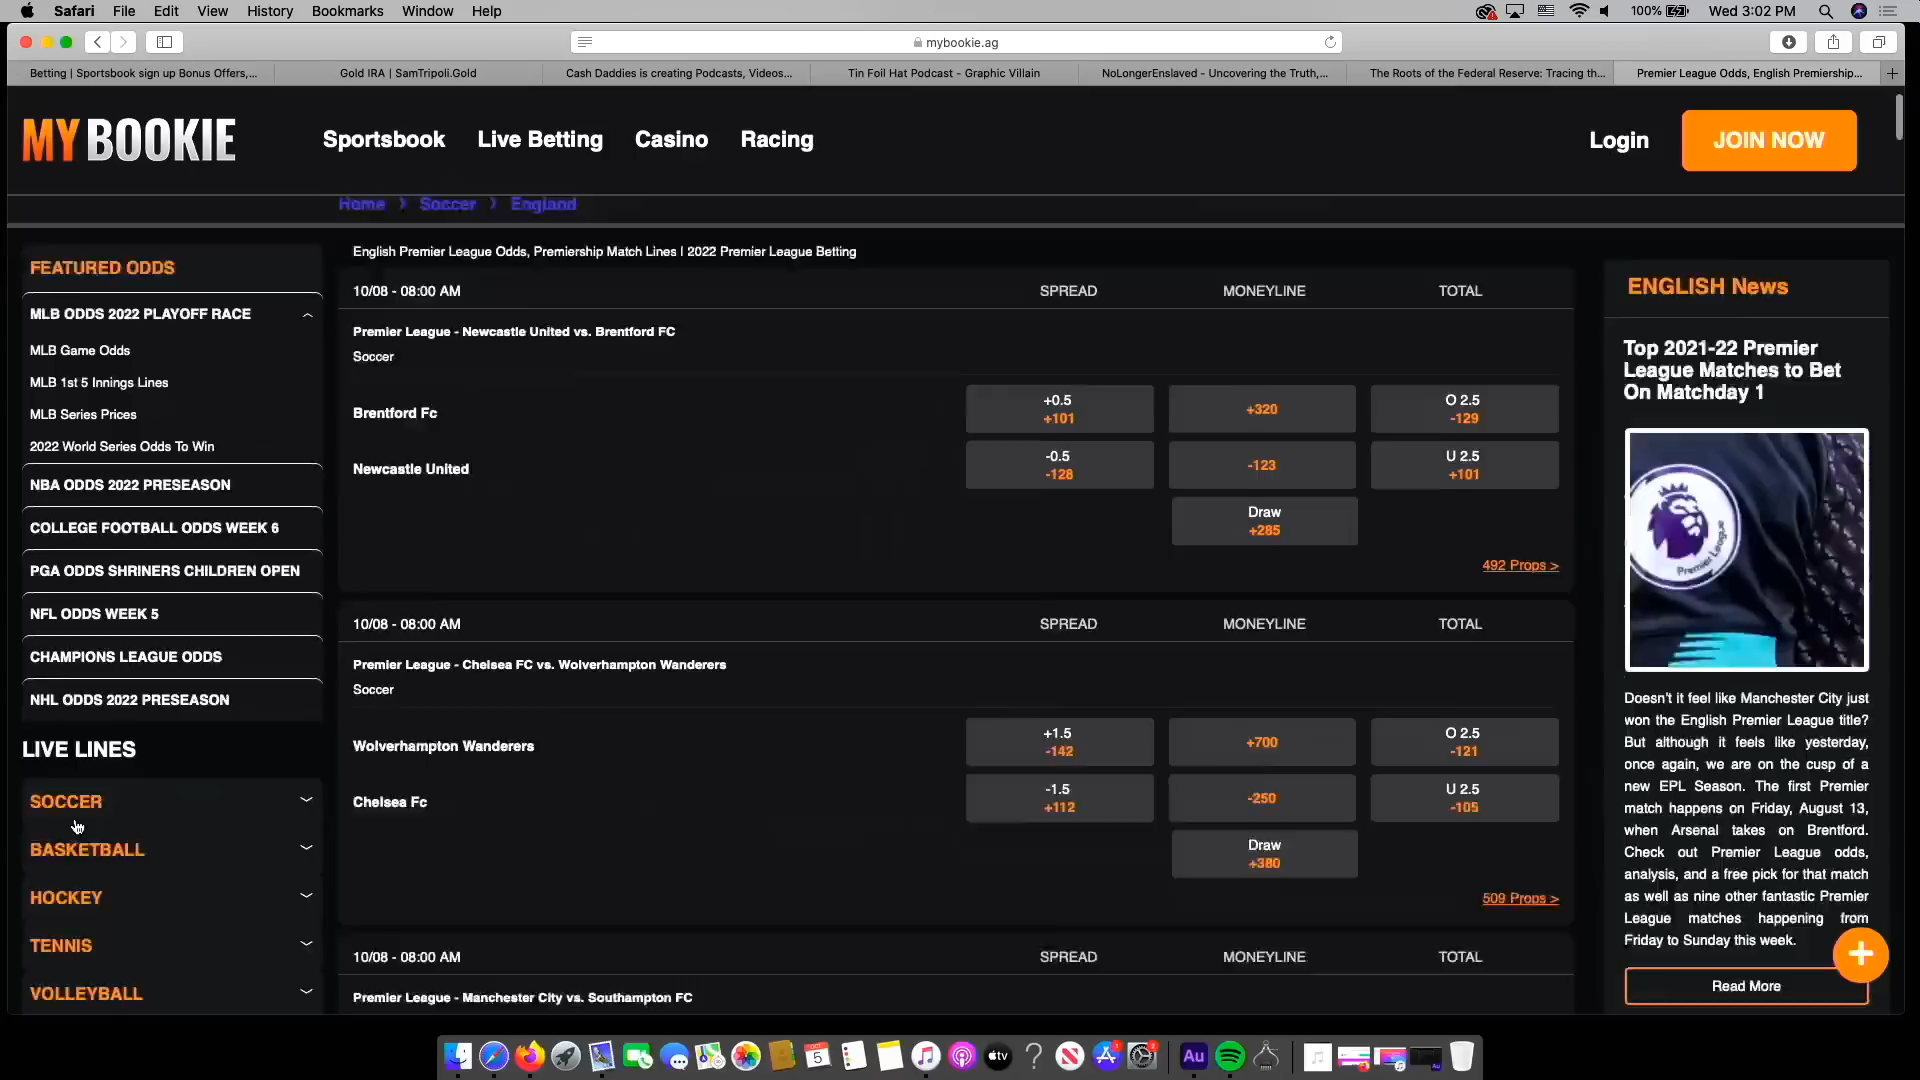 Safari File Edit View History Bookmarks Window Help
100% Wed 3:02 PM
mybookie.ag
Betting | Sportsbook sign up Bonus Offers,...
Gold IRA | SamTripoli.Gold
Cash Daddies is creating Podcasts, Videos...
Tin Foil Hat Podcast - Graphic Villain
NoLongerEnslaved - Uncovering the Truth,...
The Roots of the Federal Reserve: Tracing th...
Premier League Odds, English Premiership...
MYBOOKIE
Sportsbook Live Betting Casino Racing
Login JOIN NOW
Home › Soccer › England
FEATURED ODDS
MLB ODDS 2022 PLAYOFF RACE
MLB Game Odds
MLB 1st 5 Innings Lines
MLB Series Prices
2022 World Series Odds To Win
NBA ODDS 2022 PRESEASON
COLLEGE FOOTBALL ODDS WEEK 6
PGA ODDS SHRINERS CHILDREN OPEN
NFL ODDS WEEK 5
CHAMPIONS LEAGUE ODDS
NHL ODDS 2022 PRESEASON
LIVE LINES
SOCCER
BASKETBALL
HOCKEY
TENNIS
VOLLEYBALL
English Premier League Odds, Premiership Match Lines | 2022 Premier League Betting
10/08 - 08:00 AM SPREAD MONEYLINE TOTAL
Premier League - Newcastle United vs. Brentford FC
Soccer
+0.5 O 2.5
Brentford Fc +101 +320 -129
-0.5 U 2.5
Newcastle United -128 -123 +101
Draw
+285
492 Props >
10/08 - 08:00 AM SPREAD MONEYLINE TOTAL
Premier League - Chelsea FC vs. Wolverhampton Wanderers
Soccer
+1.5 O 2.5
Wolverhampton Wanderers -142 +700 -121
-1.5 U 2.5
Chelsea Fc +112 -250 -105
Draw
+380
509 Props >
10/08 - 08:00 AM SPREAD MONEYLINE TOTAL
Premier League - Manchester City vs. Southampton FC
ENGLISH News
Top 2021-22 Premier
League Matches to Bet
On Matchday 1
Premier League
Doesn't it feel like Manchester City just
won the English Premier League title?
But although it feels like yesterday,
once again, we are on the cusp of a
new EPL Season. The first Premier
match happens on Friday, August 13,
when Arsenal takes on Brentford.
Check out Premier League odds,
analysis, and a free pick for that match
as well as nine other fantastic Premier
League matches happening from
Friday to Sunday this week.
Read More
OCT
5
tv
Au